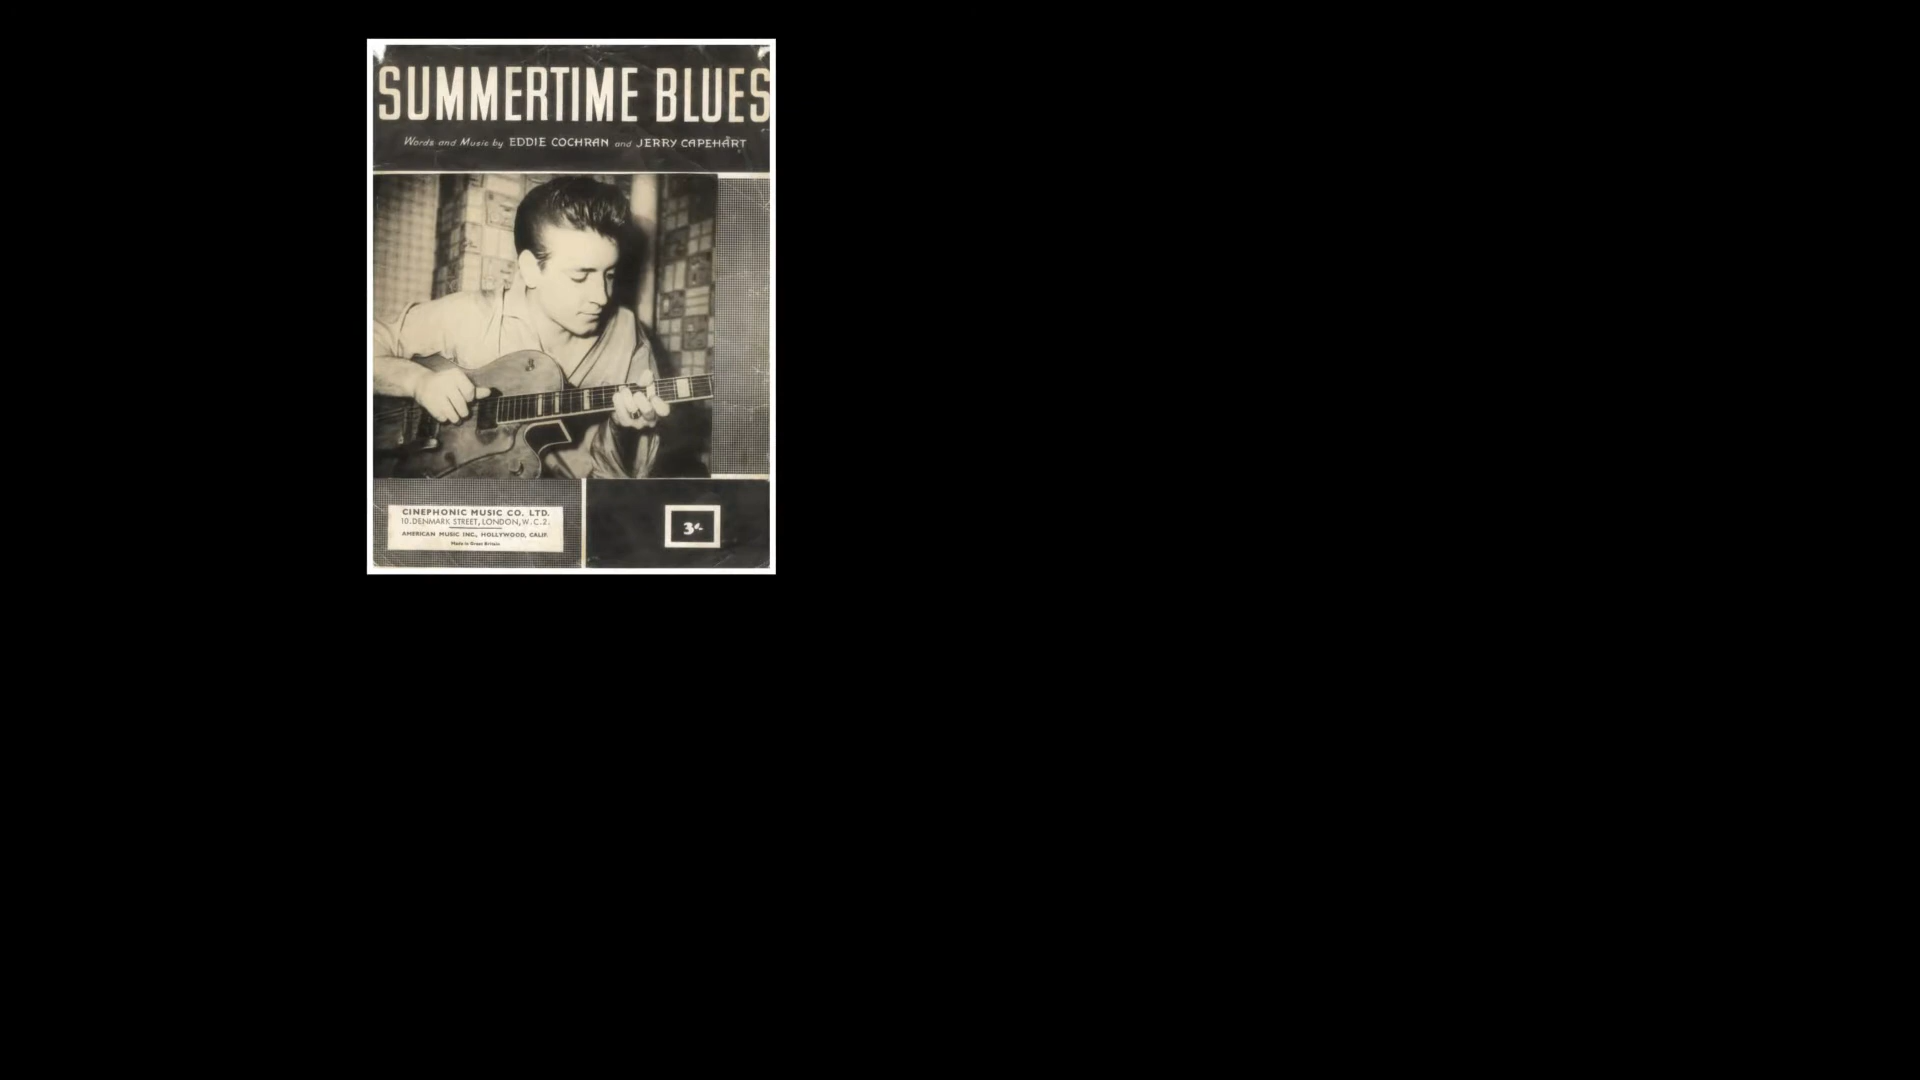 SUMMERTIME BLUES
Words and Music by EDDIE COCHRAN and JERRY CAPEHART
CINEPHONIC MUSIC CO. LTD.
10. DENMARK STREET, LONDON, W.C.2.
AMERICAN MUSIC INC., HOLLYWOOD, CALIF.
Made in Great Britain
3/-